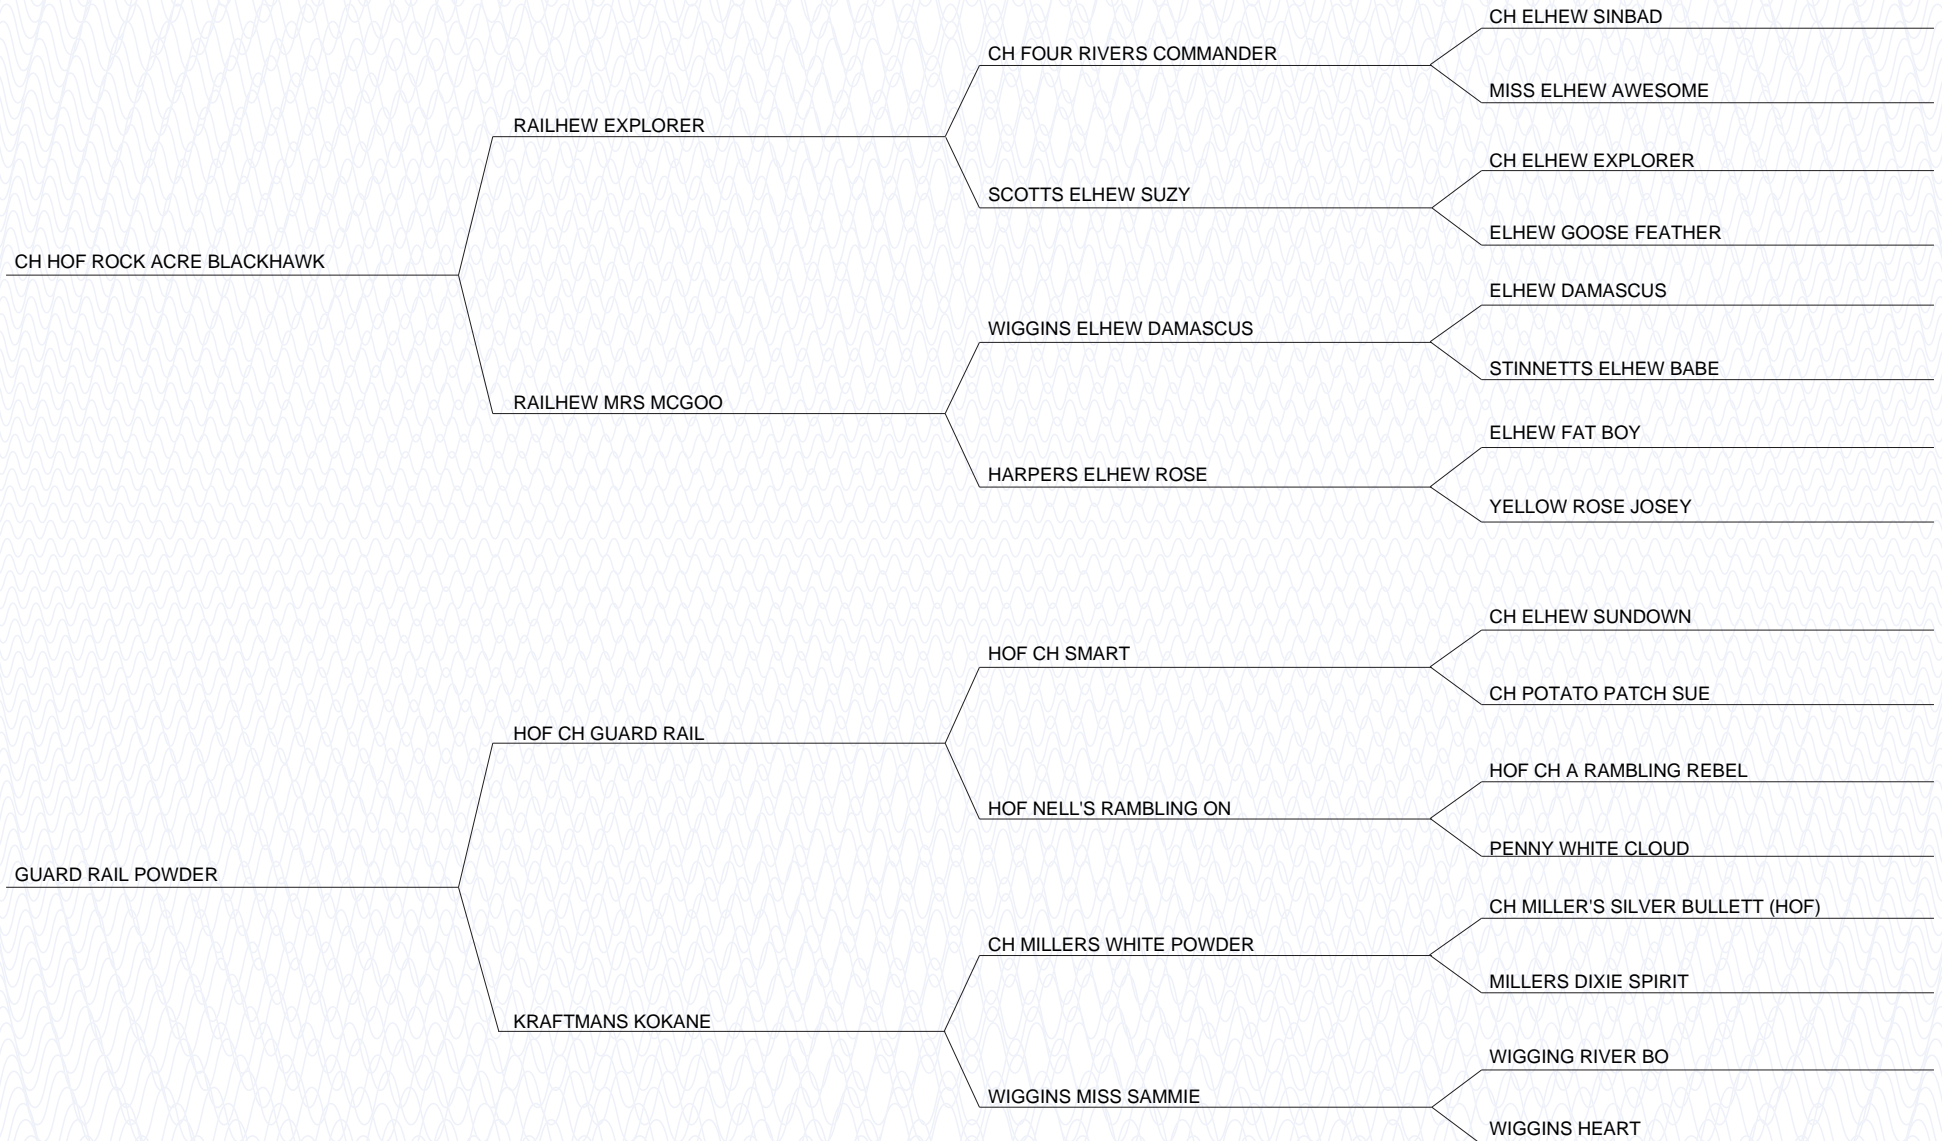 CH ELHEW SINBAD
CH FOUR RIVERS COMMANDER
MISS ELHEW AWESOME
RAILHEW EXPLORER
CH ELHEW EXPLORER
SCOTTS ELHEW SUZY
ELHEW GOOSE FEATHER
CH HOF ROCK ACRE BLACKHAWK
ELHEW DAMASCUS
WIGGINS ELHEW DAMASCUS
STINNETTS ELHEW BABE
RAILHEW MRS MCGOO
ELHEW FAT BOY
HARPERS ELHEW ROSE
YELLOW ROSE JOSEY
CH ELHEW SUNDOWN
HOF CH SMART
CH POTATO PATCH SUE
HOF CH GUARD RAIL
HOF CH A RAMBLING REBEL
HOF NELL'S RAMBLING ON
PENNY WHITE CLOUD
GUARD RAIL POWDER
CH MILLER'S SILVER BULLETT (HOF)
CH MILLERS WHITE POWDER
MILLERS DIXIE SPIRIT
KRAFTMANS KOKANE
WIGGING RIVER BO
WIGGINS MISS SAMMIE
WIGGINS HEART